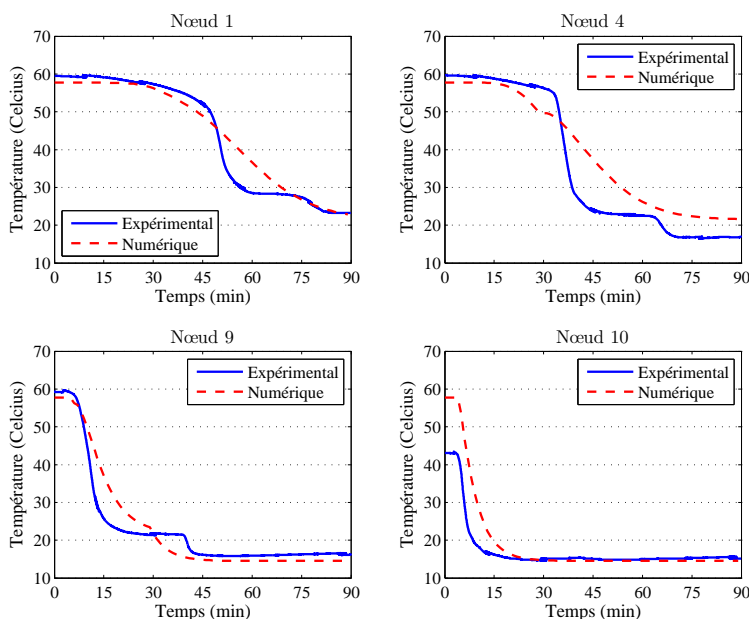 Nœud 1
70
60
50
40
30
20
10
0 15 30 45 60 75 90
Température (Celcius)
Temps (min)
Expérimental
Numérique
Nœud 4
70
60
50
40
30
20
10
0 15 30 45 60 75 90
Température (Celcius)
Temps (min)
Expérimental
Numérique
Nœud 9
70
60
50
40
30
20
10
0 15 30 45 60 75 90
Température (Celcius)
Temps (min)
Expérimental
Numérique
Nœud 10
70
60
50
40
30
20
10
0 15 30 45 60 75 90
Température (Celcius)
Temps (min)
Expérimental
Numérique